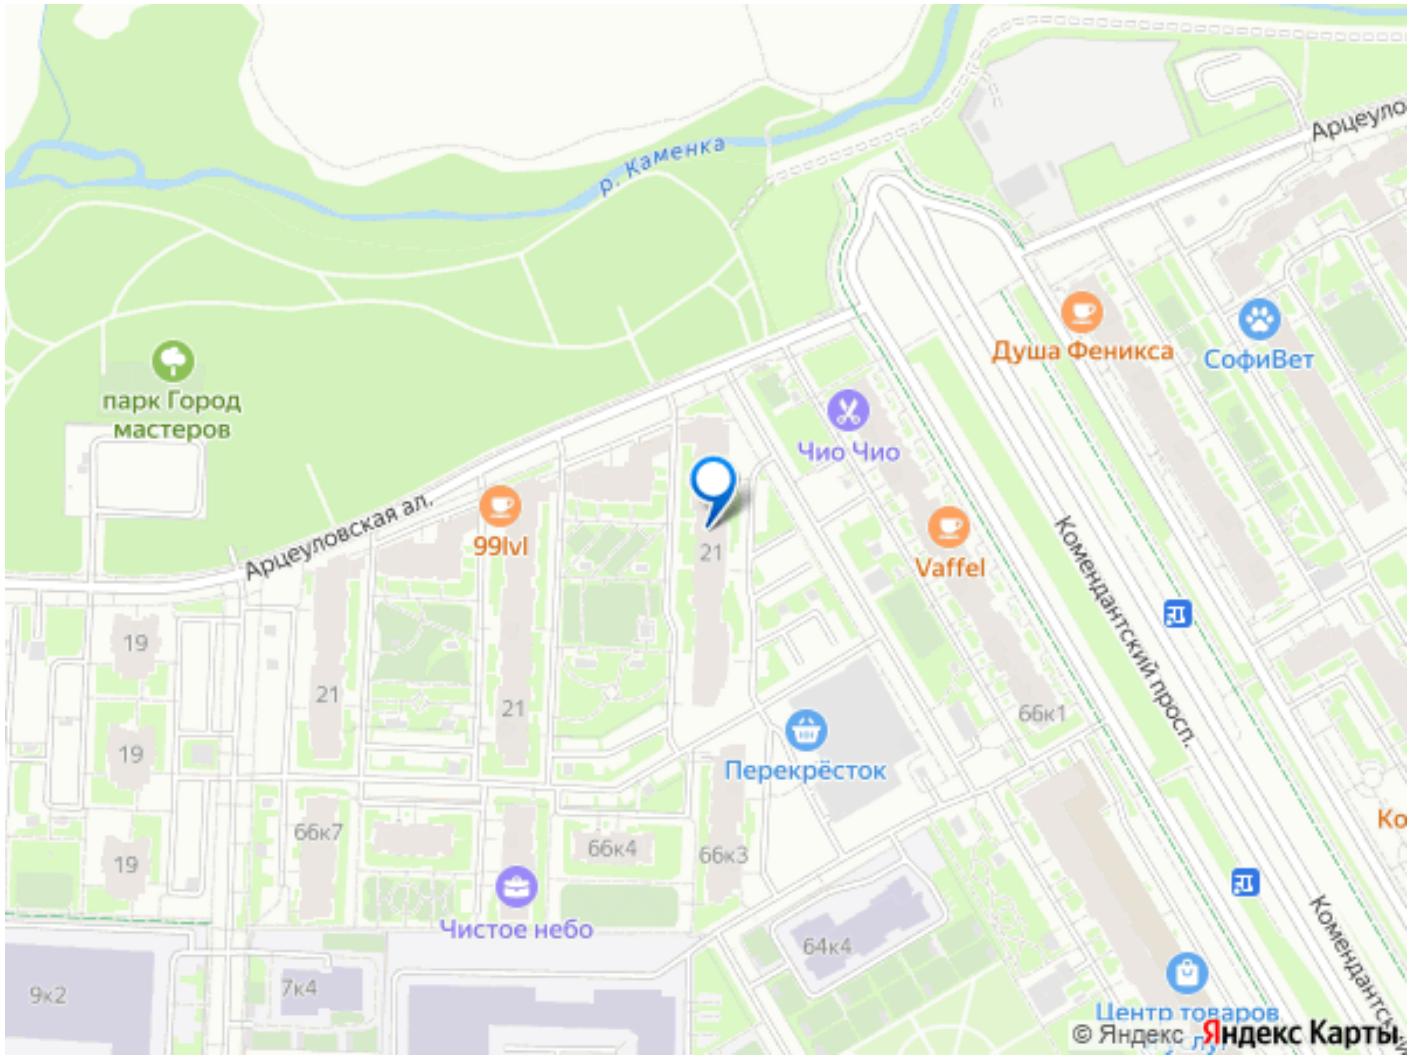 р. Каменка
Арцеуло
Душа Феникса
СофиВет
парк Город
мастеров
Чио Чио
Арцеуловская ал.
99lvl
21
Vaffel
Комендантский просп.
19
21
21
66к1
19
Перекрёсток
66к7
66к4
66к3
19
Ко
Чистое небо
64к4
Комендантск
9к2
7к4
Центр товаров
© Яндекс Яндекс Карты